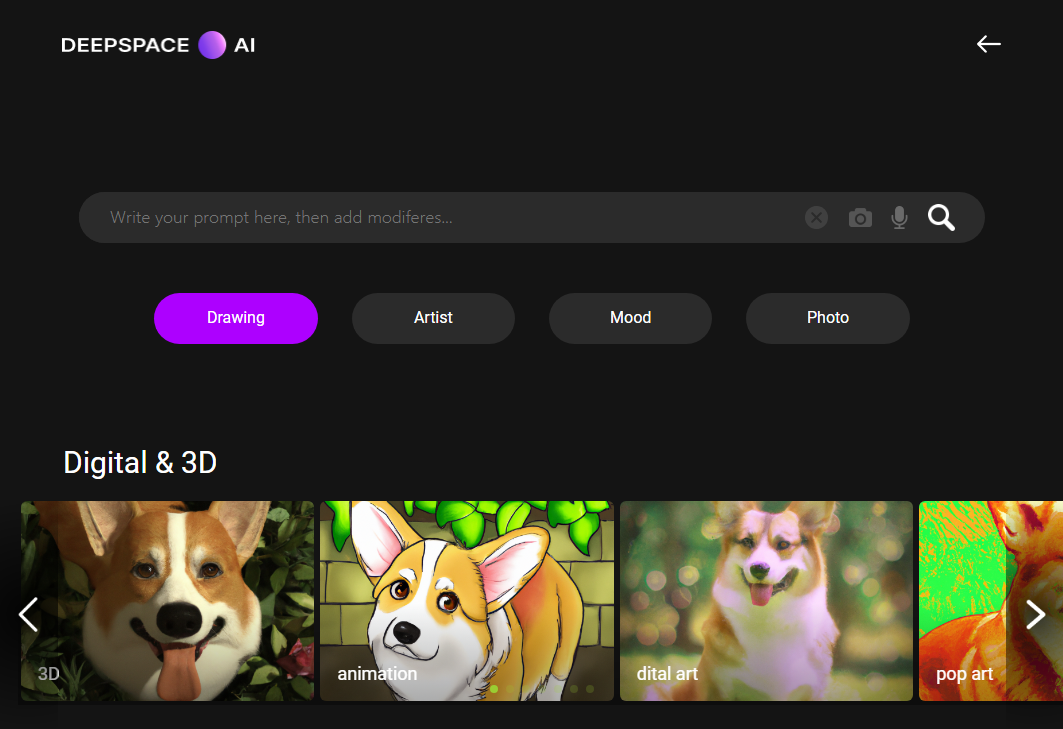 DEEPSPACE AI
Write your prompt here, then add modiferes...
Drawing Artist Mood Photo
Digital & 3D
3D animation dital art pop art